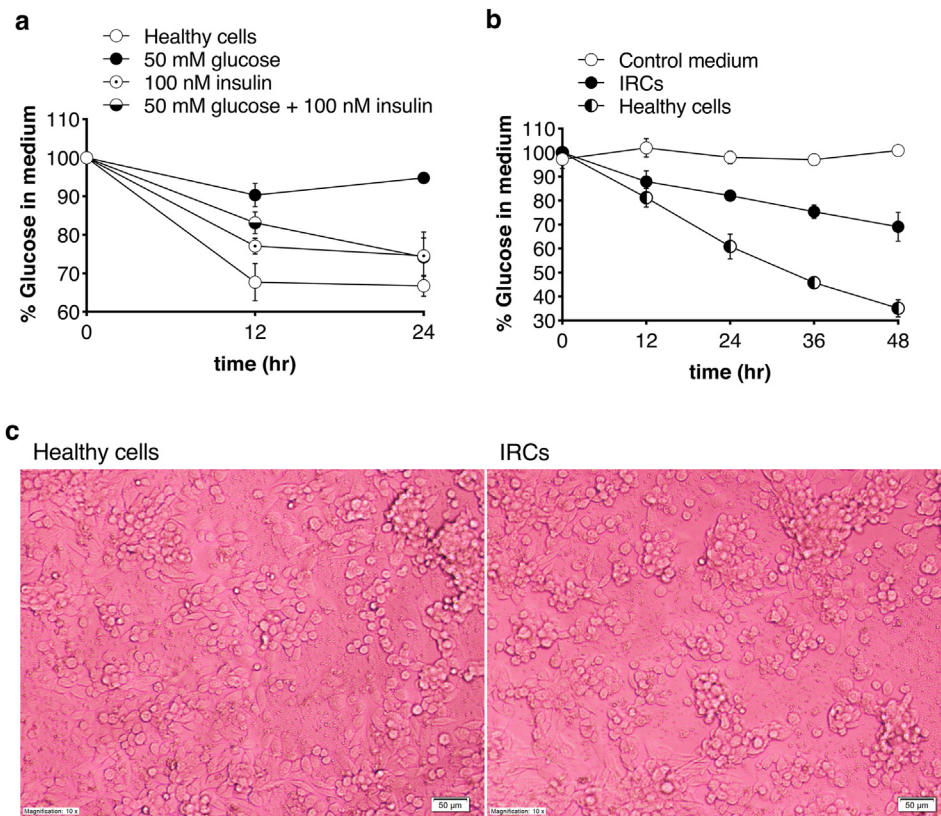 a
Healthy cells
50 mM glucose
100 nM insulin
50 mM glucose + 100 nM insulin
% Glucose in medium
110
100
90
80
70
60
0 12 24
time (hr)
b
Control medium
IRCs
Healthy cells
% Glucose in medium
110
100
90
80
70
60
50
40
30
0 12 24 36 48
time (hr)
c
Healthy cells
IRCs
Magnification: 10 x
50 µm
Magnification: 10 x
50 µm